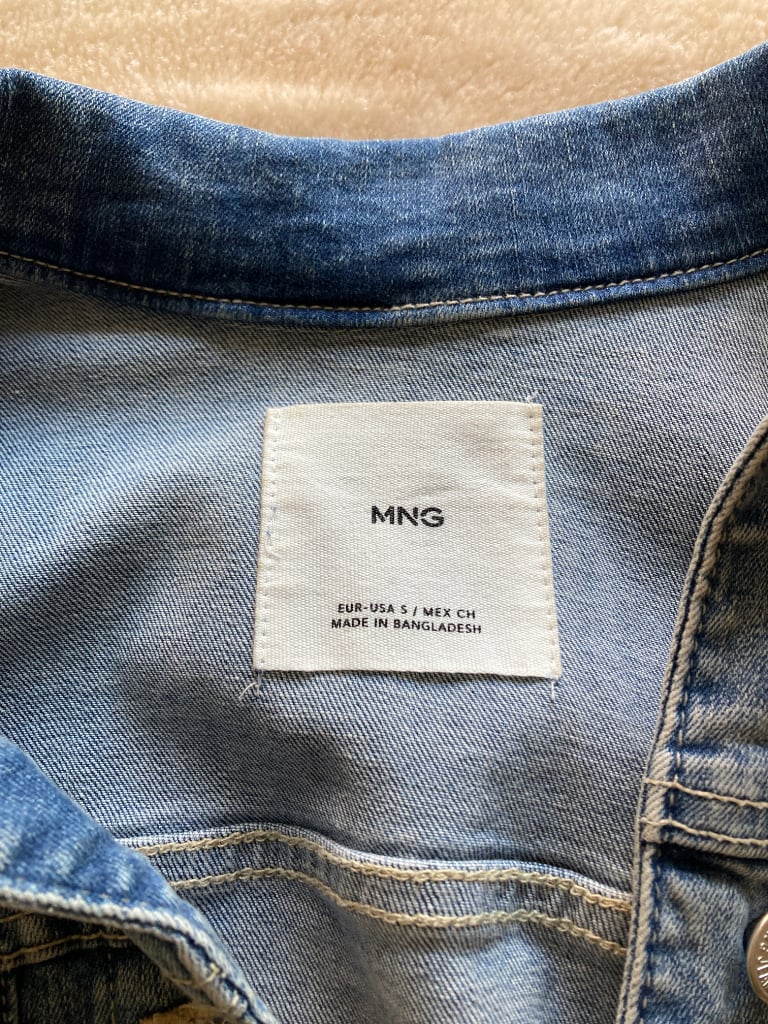 MNG
EUR-USA S / MEX CH
MADE IN BANGLADESH